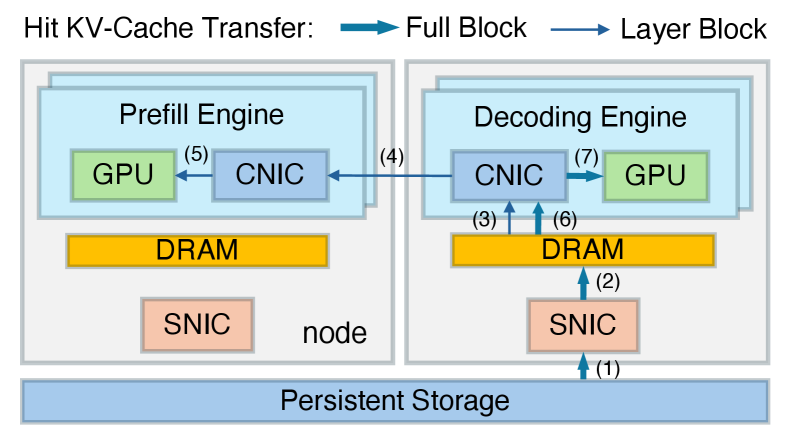 Hit KV-Cache Transfer: Full Block Layer Block
Prefill Engine
Decoding Engine
GPU (5) CNIC (4) CNIC (7) GPU
(3) (6)
DRAM
DRAM
(2)
SNIC
SNIC
node
(1)
Persistent Storage